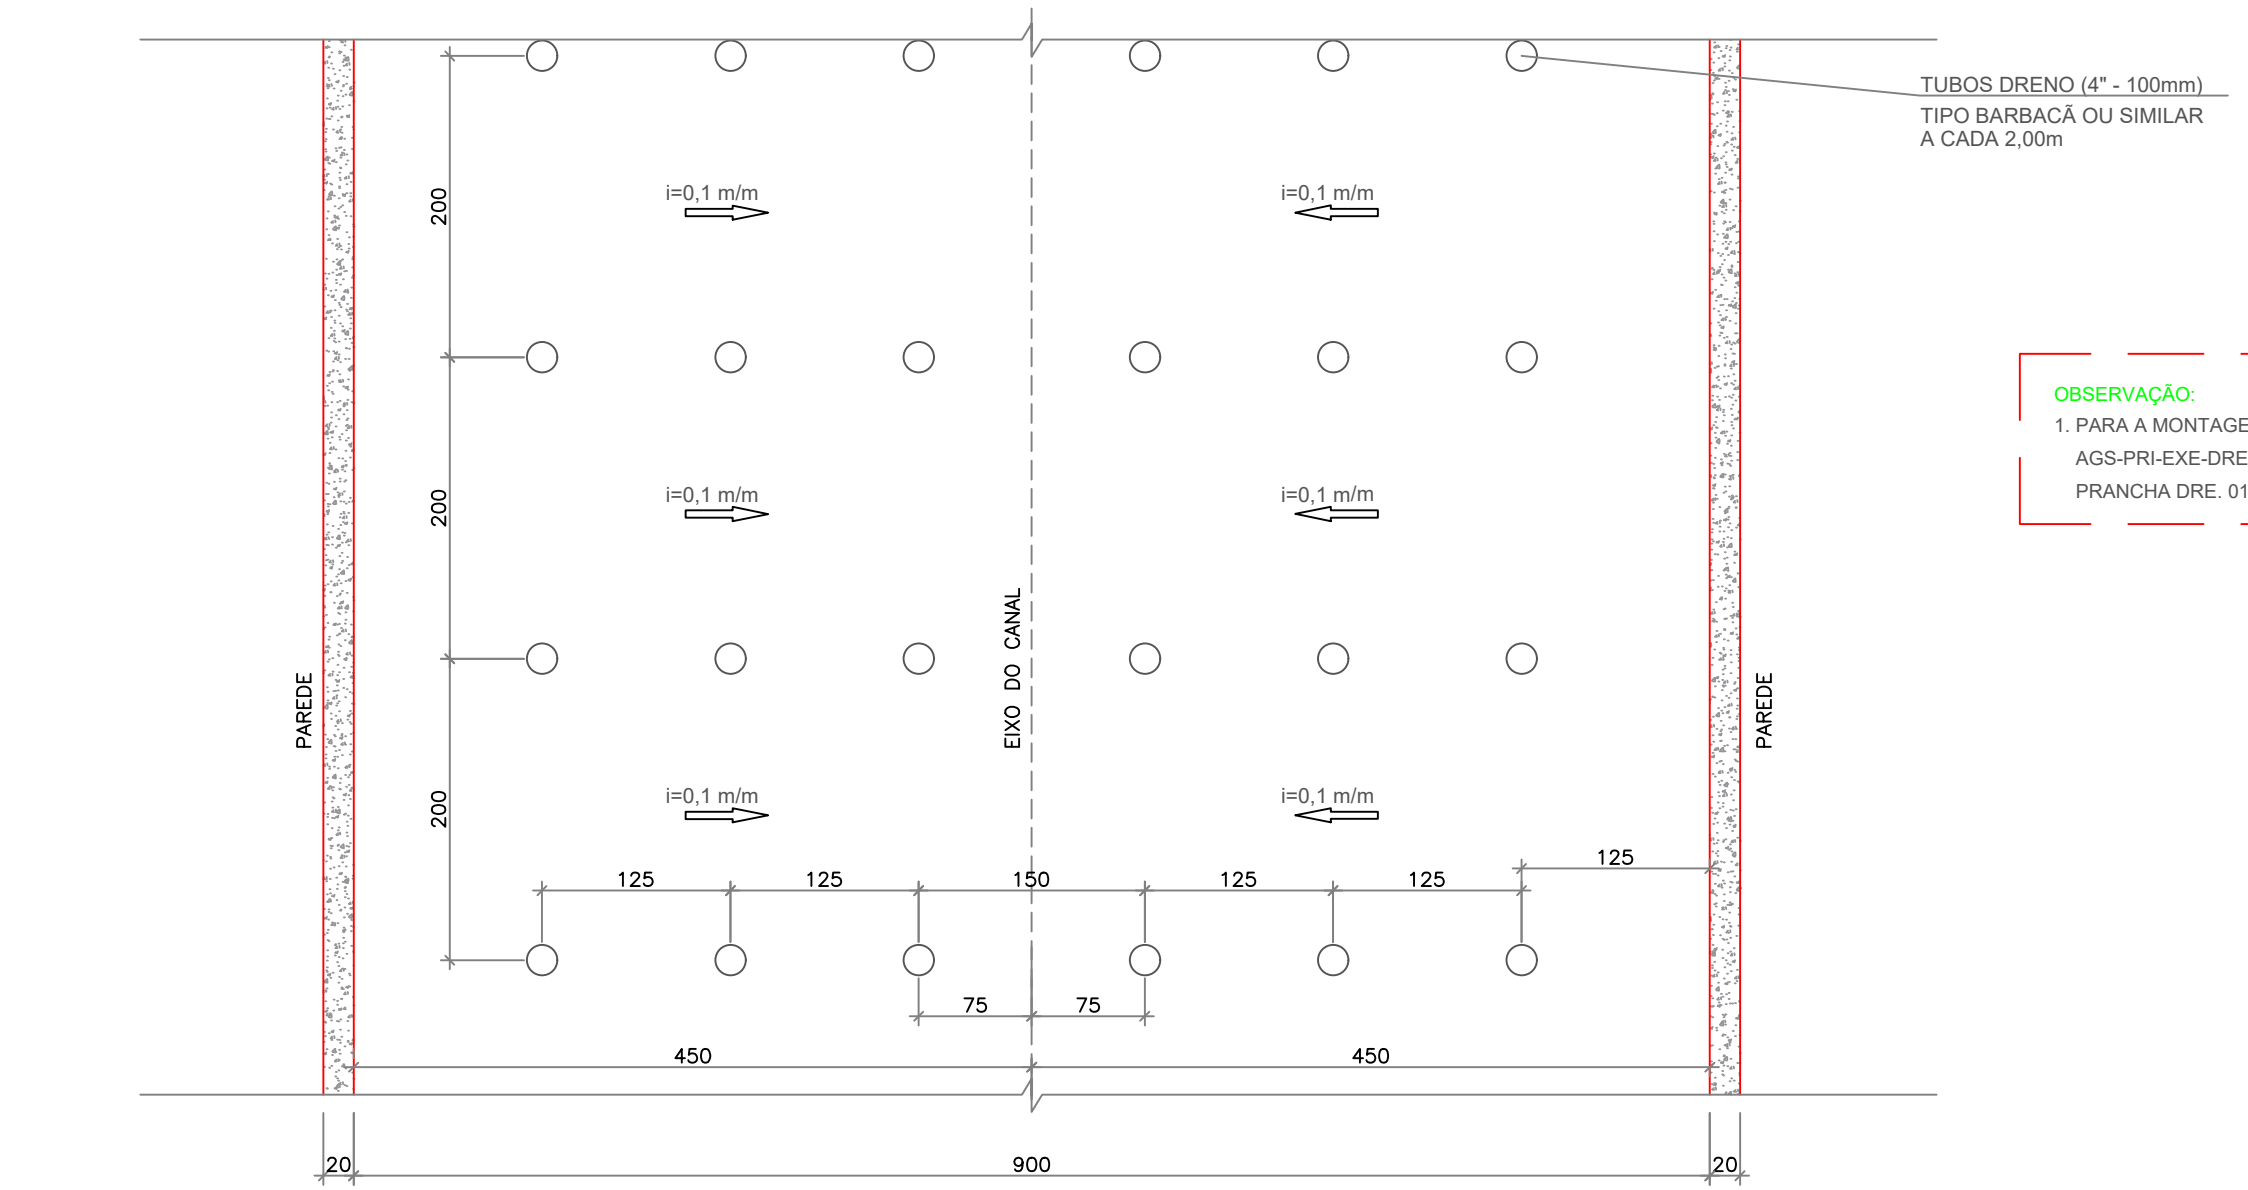 TUBOS DRENO (4" - 100mm)
TIPO BARBACÃ OU SIMILAR
A CADA 2,00m
200
i=0,1 m/m
i=0,1 m/m
OBSERVAÇÃO:
1. PARA A MONTAGE
AGS-PRI-EXE-DRE
PRANCHA DRE. 01
200
i=0,1 m/m
i=0,1 m/m
PAREDE
EIXO DO CANAL
PAREDE
200
i=0,1 m/m
i=0,1 m/m
125
125
125
150
125
125
75
75
450
450
20
900
20